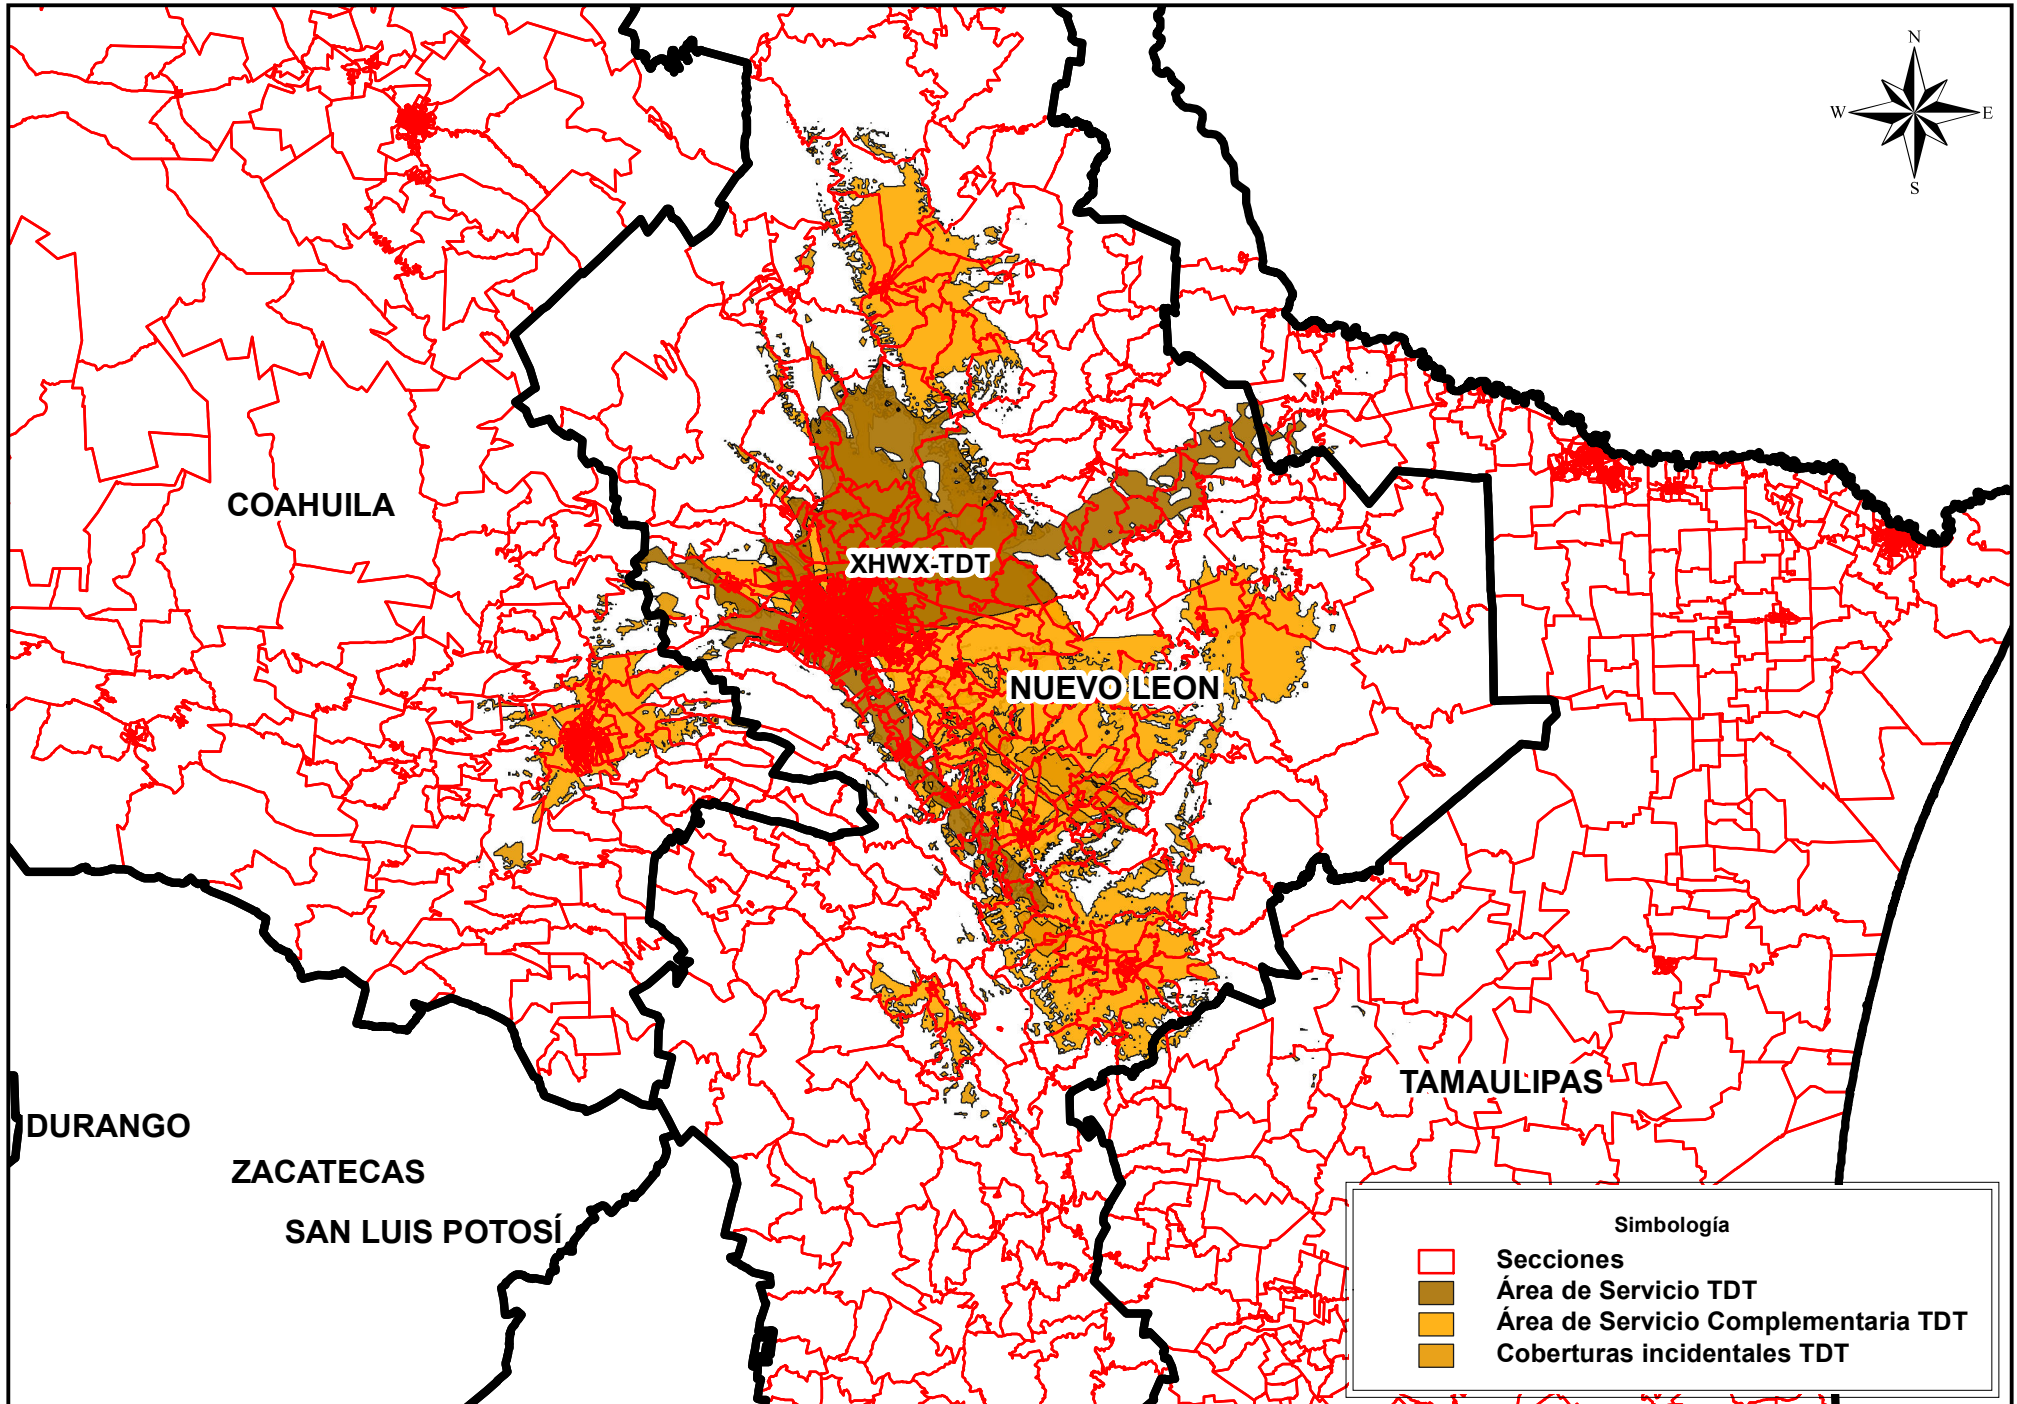 N
W E
S
COAHUILA
XHWX-TDT
NUEVO LEON
TAMAULIPAS
DURANGO
ZACATECAS
SAN LUIS POTOSÍ
Simbología
Secciones
Área de Servicio TDT
Área de Servicio Complementaria TDT
Coberturas incidentales TDT